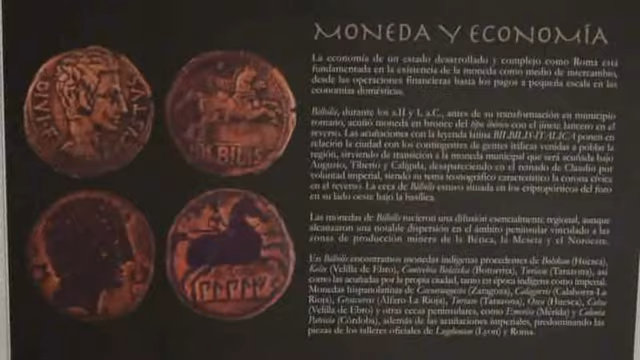 MONEDA Y ECONOMÍA
La economía de un estado desarrollado y complejo como Roma está
fundamentada en la existencia de la moneda como medio de intercambio,
desde las operaciones financieras hasta los pagos a pequeña escala en las
economías domésticas.
Bílbilis, durante los s.II y I. a.C., antes de su transformación en municipio
romano, acuñó moneda en bronce del tipo ibérico con el jinete lancero en el
reverso. Las acuñaciones con la leyenda latina BILBILIS-ITALICA ponen en
relación la ciudad con los contingentes de gentes itálicas venidas a poblar la
región, sirviendo de transición a la moneda municipal que será acuñada bajo
Augusto, Tiberio y Calígula, desapareciendo en el reinado de Claudio por
voluntad imperial, siendo su tema iconográfico característico la corona cívica
en el reverso. La ceca de Bílbilis estuvo situada en los criptopórticos del foro
en su lado oeste bajo la basílica.
Las monedas de Bílbilis tuvieron una difusión esencialmente regional, aunque
alcanzaron una notable dispersión en el ámbito peninsular vinculado a las
zonas de producción minera de la Bética, la Meseta y el Noroeste.
En Bílbilis encontramos monedas indígenas procedentes de Bolskan (Huesca),
Kelse (Velilla de Ebro), Contrebia Belaiska (Botorrita), Turiasu (Tarazona), así
como las acuñadas por la propia ciudad, tanto en época indígena como imperial.
Monedas hispanolatinas de Caesaraugusta (Zaragoza), Calagurris (Calahorra-La
Rioja), Graccurris (Alfaro-La Rioja), Turiaso (Tarazona), Osca (Huesca), Celsa
(Velilla de Ebro) y otras cecas peninsulares, como Emerita (Mérida) y Colonia
Patricia (Córdoba), además de las acuñaciones imperiales, predominando las
piezas de los talleres oficiales de Lugdunum (Lyon) y Roma.
BILBILIS